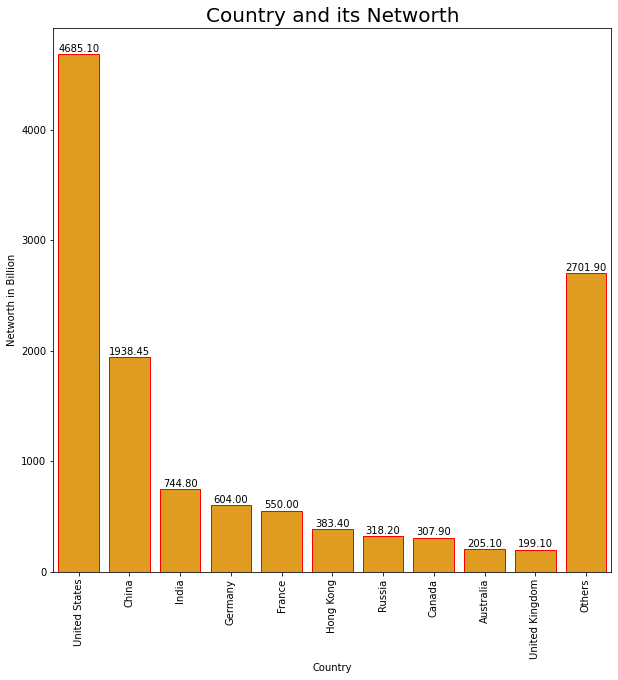 Country and its Networth
Networth in Billion
4000
3000
2000
1000
0
4685.10
1938.45
744.80
604.00
550.00
383.40
318.20
307.90
205.10
199.10
2701.90
United States
China
India
Germany
France
Hong Kong
Russia
Canada
Australia
United Kingdom
Others
Country